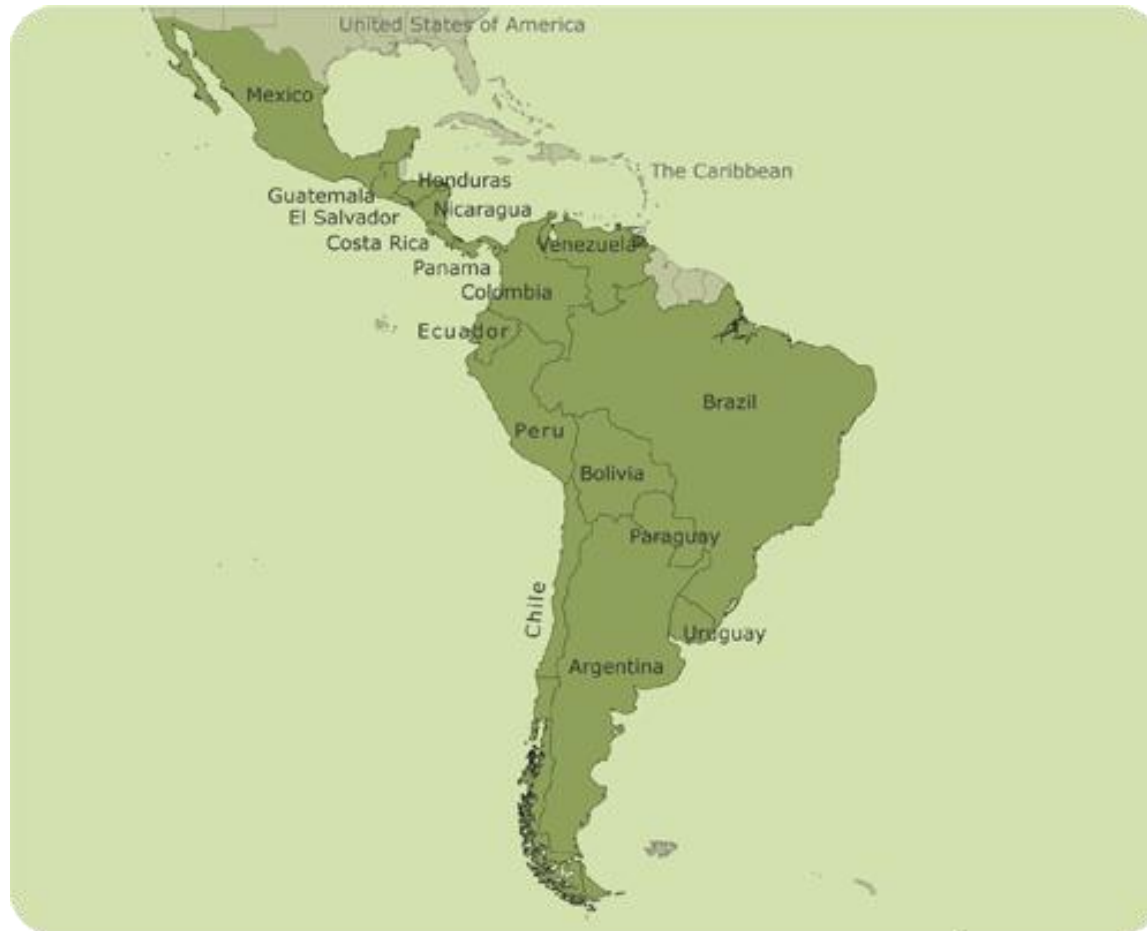 United States of America
Mexico
The Caribbean
Honduras
Guatemala
Nicaragua
El Salvador
Costa Rica
Venezuela
Panama
Colombia
Ecuador
Brazil
Peru
Bolivia
Paraguay
Chile
Uruguay
Argentina